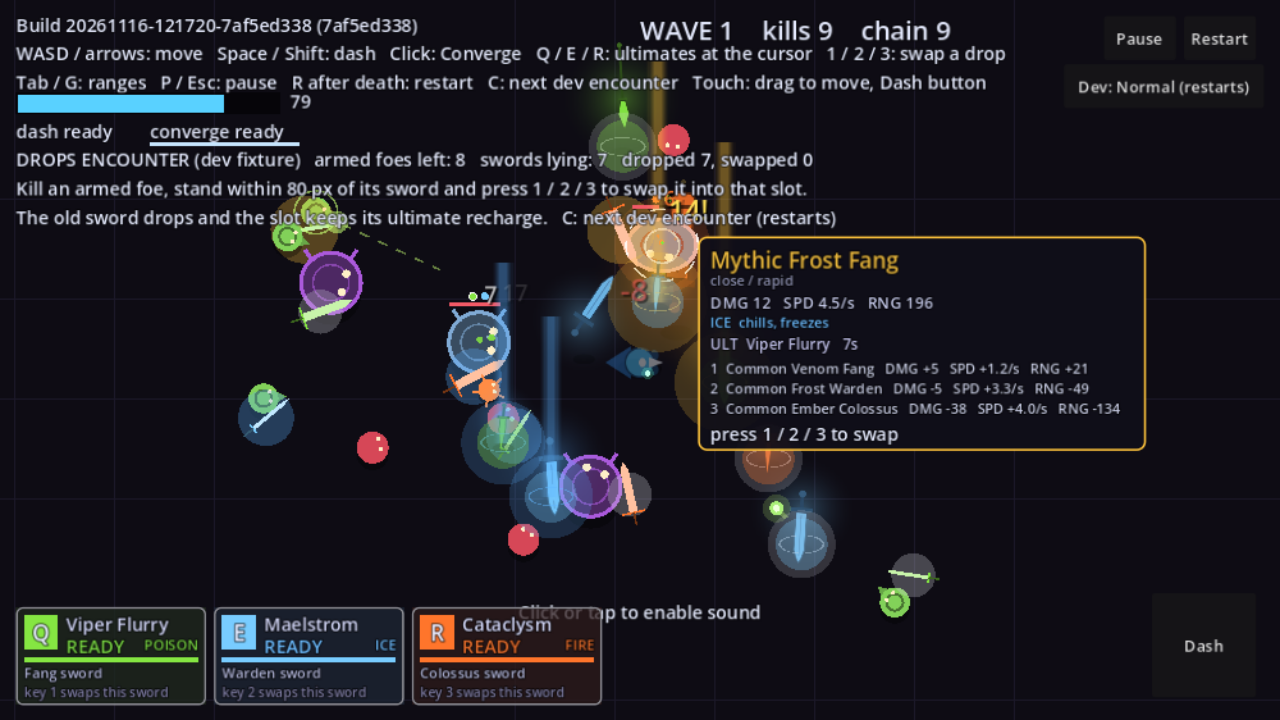 Build 20261116-121720-7af5ed338 (7af5ed338)
WAVE 1 kills 9 chain 9
Pause
Restart
WASD / arrows: move Space / Shift: dash Click: Converge Q / E / R: ultimates at the cursor 1 / 2 / 3: swap a drop
Tab / G: ranges P / Esc: pause R after death: restart C: next dev encounter Touch: drag to move, Dash button
Dev: Normal (restarts)
79
dash ready converge ready
DROPS ENCOUNTER (dev fixture) armed foes left: 8 swords lying: 7 dropped 7, swapped 0
Kill an armed foe, stand within 80 px of its sword and press 1 / 2 / 3 to swap it into that slot.
The old sword drops and the slot keeps its ultimate recharge. C: next dev encounter (restarts)
14!
7
17
-8
Mythic Frost Fang
close / rapid
DMG 12 SPD 4.5/s RNG 196
ICE chills, freezes
ULT Viper Flurry 7s
1 Common Venom Fang DMG +5 SPD +1.2/s RNG +21
2 Common Frost Warden DMG -5 SPD +3.3/s RNG -49
3 Common Ember Colossus DMG -38 SPD +4.0/s RNG -134
press 1 / 2 / 3 to swap
Click or tap to enable sound
Q Viper Flurry
READY POISON
Fang sword
key 1 swaps this sword
E Maelstrom
READY ICE
Warden sword
key 2 swaps this sword
R Cataclysm
READY FIRE
Colossus sword
key 3 swaps this sword
Dash